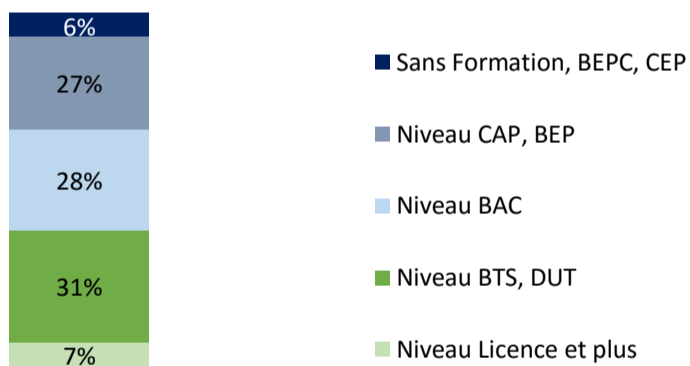 6%
27%
28%
31%
7%
Sans Formation, BEPC, CEP
Niveau CAP, BEP
Niveau BAC
Niveau BTS, DUT
Niveau Licence et plus